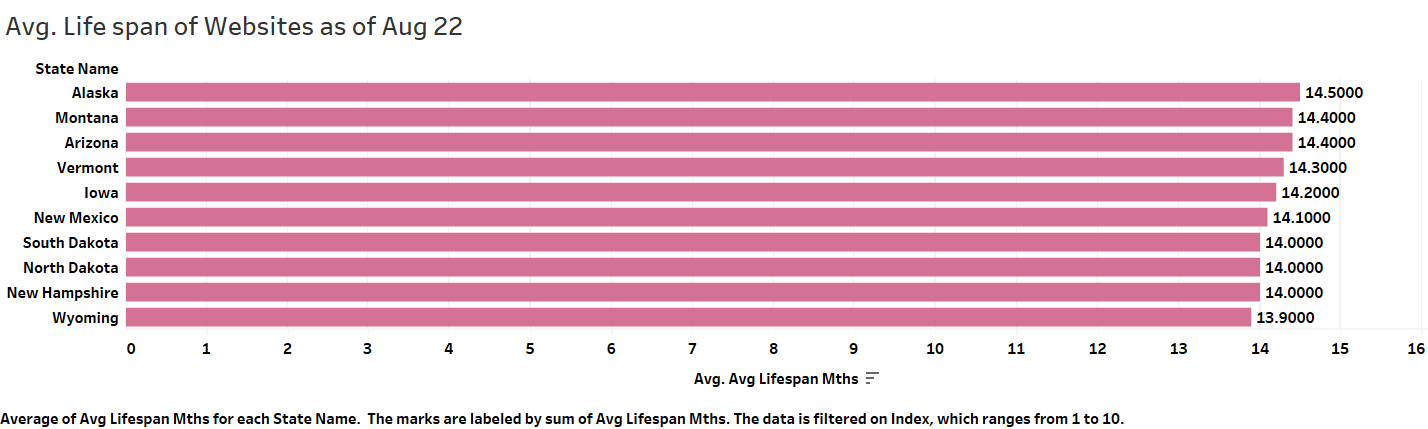 Avg. Life span of Websites as of Aug 22
State Name
Alaska 14.5000
Montana 14.4000
Arizona 14.4000
Vermont 14.3000
Iowa 14.2000
New Mexico 14.1000
South Dakota 14.0000
North Dakota 14.0000
New Hampshire 14.0000
Wyoming 13.9000
0 1 2 3 4 5 6 7 8 9 10 11 12 13 14 15 16
Avg. Avg Lifespan Mths
Average of Avg Lifespan Mths for each State Name.  The marks are labeled by sum of Avg Lifespan Mths. The data is filtered on Index, which ranges from 1 to 10.